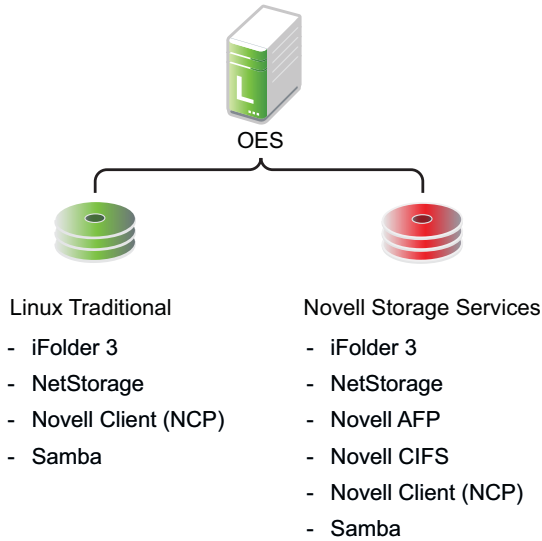 L
OES
Linux Traditional
- iFolder 3
- NetStorage
- Novell Client (NCP)
- Samba
Novell Storage Services
- iFolder 3
- NetStorage
- Novell AFP
- Novell CIFS
- Novell Client (NCP)
- Samba